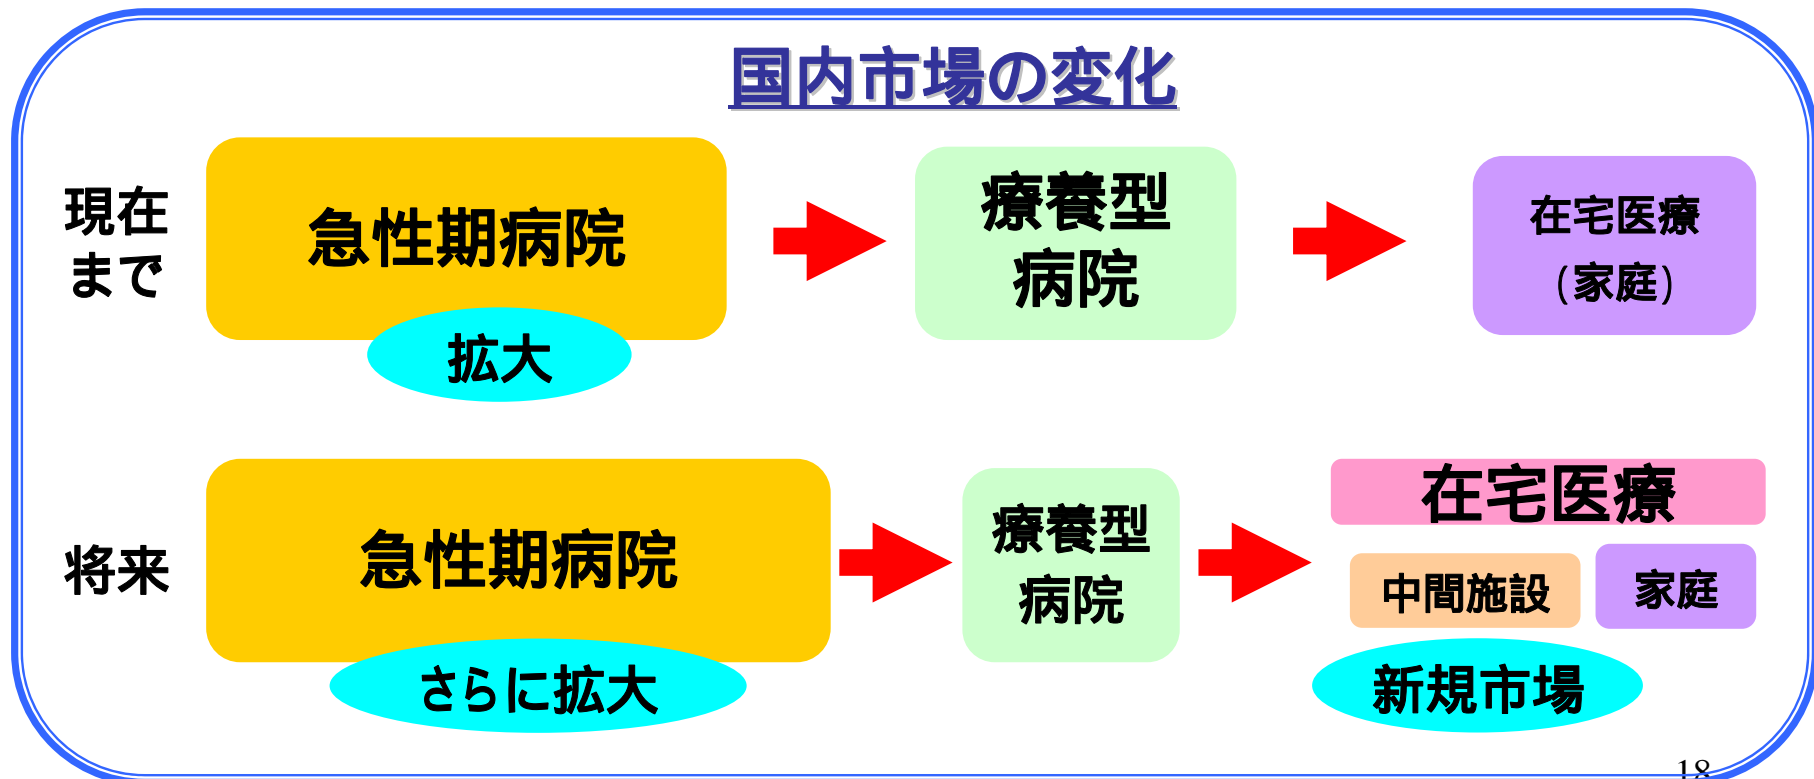 国内市場の変化
現在
まで
急性期病院
拡大
療養型
病院
在宅医療
（家庭）
将来
急性期病院
さらに拡大
療養型
病院
在宅医療
中間施設
家庭
新規市場
18